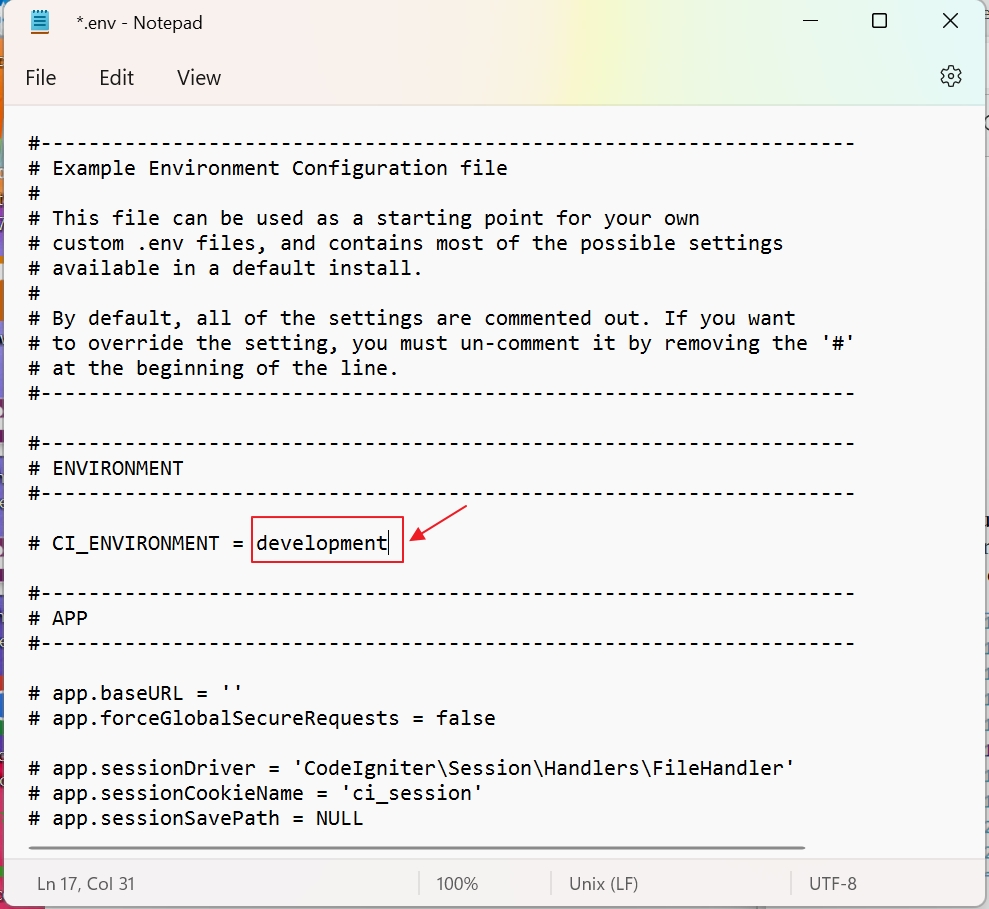 *.env - Notepad
File Edit View
#--------------------------------------------------------------------
# Example Environment Configuration file
#
# This file can be used as a starting point for your own
# custom .env files, and contains most of the possible settings
# available in a default install.
#
# By default, all of the settings are commented out. If you want
# to override the setting, you must un-comment it by removing the '#'
# at the beginning of the line.
#--------------------------------------------------------------------
#--------------------------------------------------------------------
# ENVIRONMENT
#--------------------------------------------------------------------
# CI_ENVIRONMENT = development
#--------------------------------------------------------------------
# APP
#--------------------------------------------------------------------
# app.baseURL = ''
# app.forceGlobalSecureRequests = false
# app.sessionDriver = 'CodeIgniter\Session\Handlers\FileHandler'
# app.sessionCookieName = 'ci_session'
# app.sessionSavePath = NULL
Ln 17, Col 31 100% Unix (LF) UTF-8